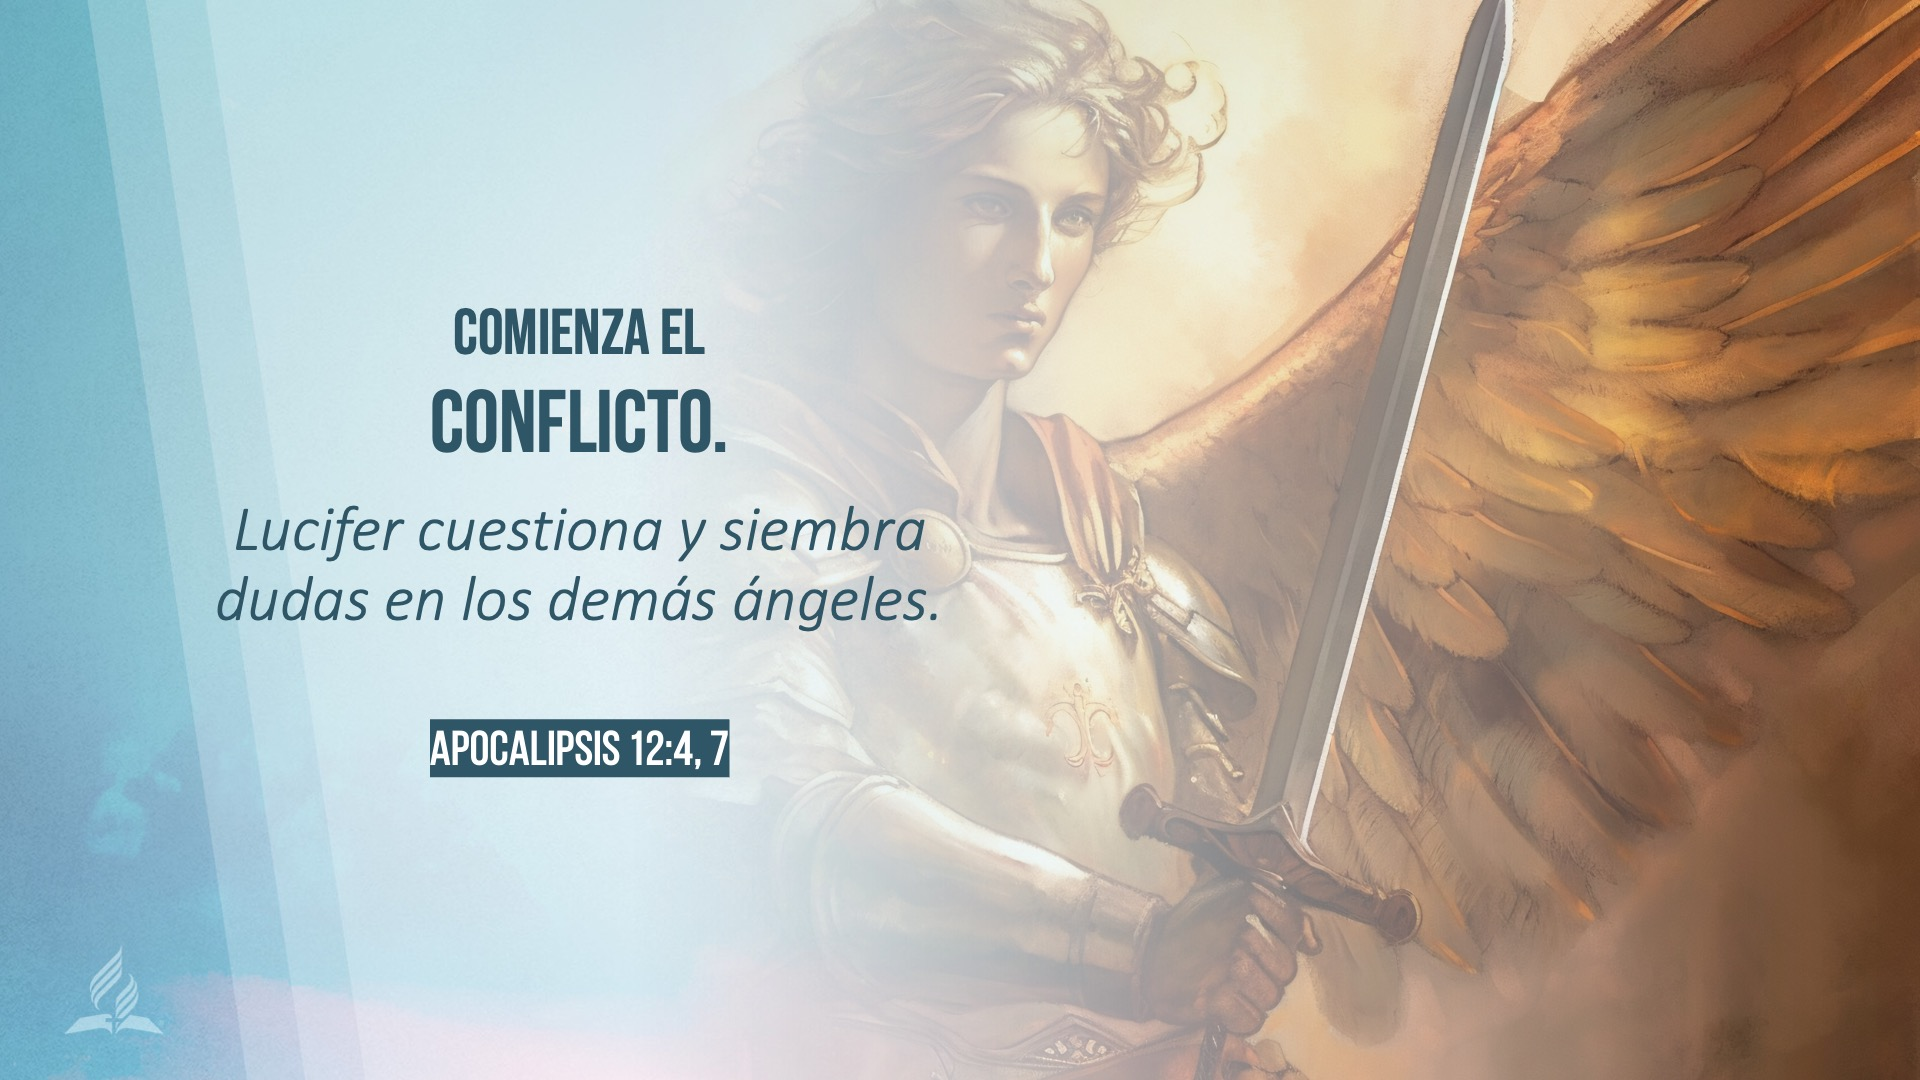 COMIENZA EL
CONFLICTO.
Lucifer cuestiona y siembra
dudas en los demás ángeles.
APOCALIPSIS 12:4, 7